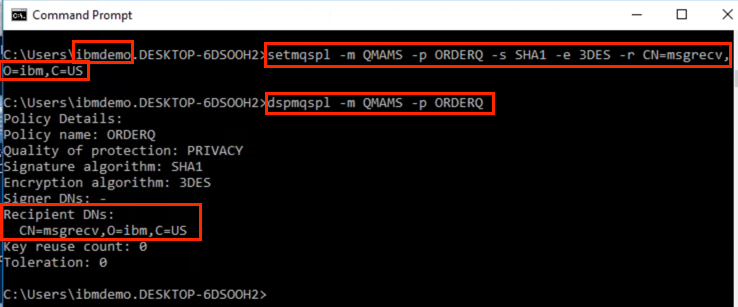 Command Prompt
C:\Users\ibmdemo.DESKTOP-6DSOOH2>setmqspl -m QMAMS -p ORDERQ -s SHA1 -e 3DES -r CN=msgrecv,
O=ibm,C=US
C:\Users\ibmdemo.DESKTOP-6DSOOH2>dspmqspl -m QMAMS -p ORDERQ
Policy Details:
Policy name: ORDERQ
Quality of protection: PRIVACY
Signature algorithm: SHA1
Encryption algorithm: 3DES
Signer DNs: -
Recipient DNs:
  CN=msgrecv,O=ibm,C=US
Key reuse count: 0
Toleration: 0
C:\Users\ibmdemo.DESKTOP-6DSOOH2>